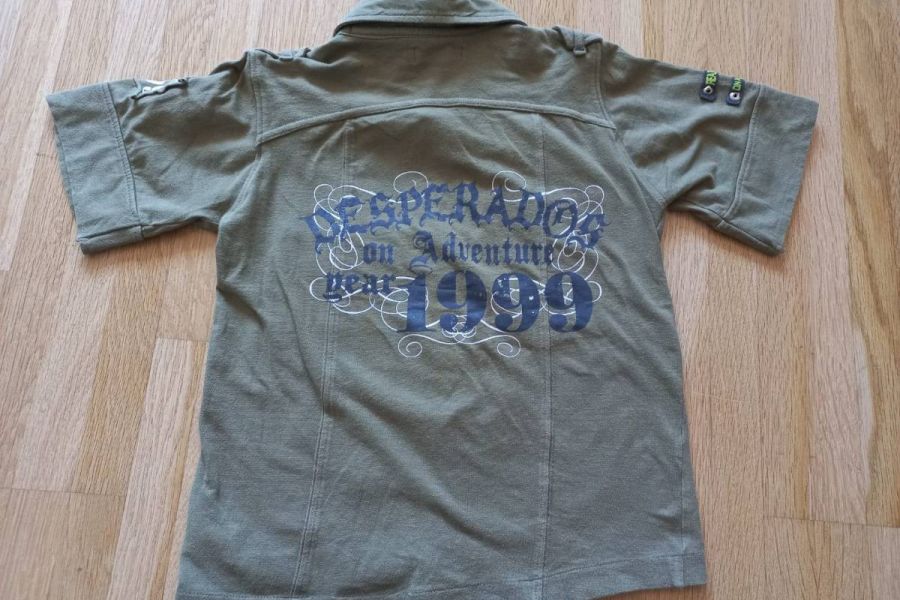 DESPERADOS
on Adventure
year 1999